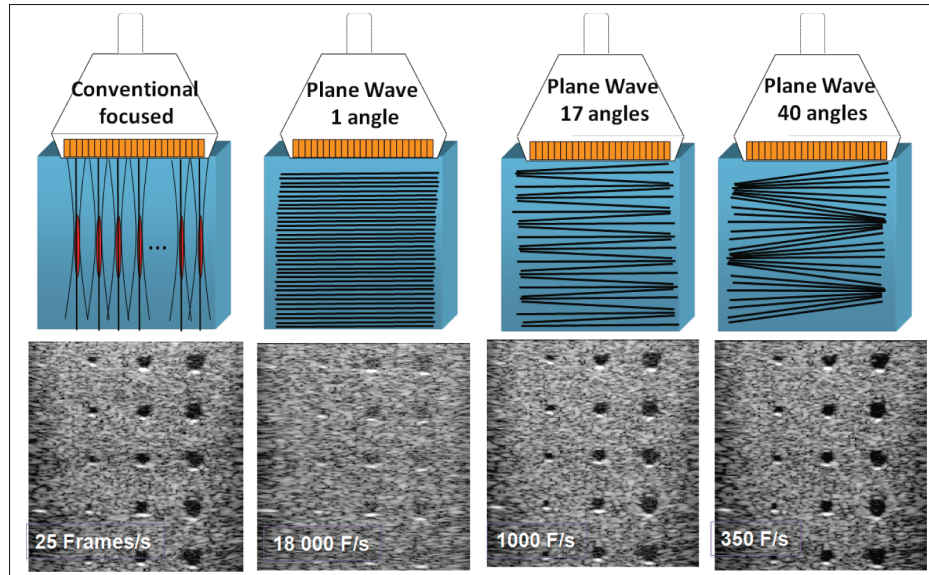 Conventional
focused
Plane Wave
1 angle
Plane Wave
17 angles
Plane Wave
40 angles
25 Frames/s
18 000 F/s
1000 F/s
350 F/s